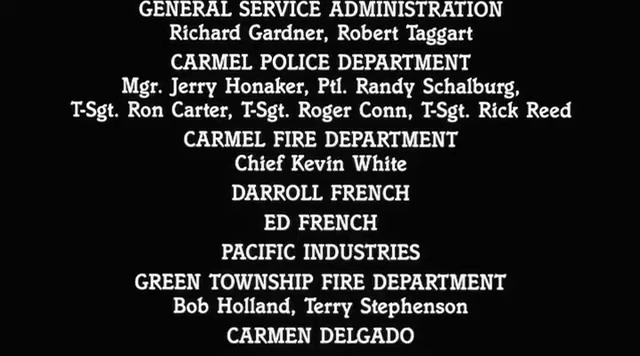 GENERAL SERVICE ADMINISTRATION
Richard Gardner, Robert Taggart
CARMEL POLICE DEPARTMENT
Mgr. Jerry Honaker, Ptl. Randy Schalburg,
T-Sgt. Ron Carter, T-Sgt. Roger Conn, T-Sgt. Rick Reed
CARMEL FIRE DEPARTMENT
Chief Kevin White
DARROLL FRENCH
ED FRENCH
PACIFIC INDUSTRIES
GREEN TOWNSHIP FIRE DEPARTMENT
Bob Holland, Terry Stephenson
CARMEN DELGADO